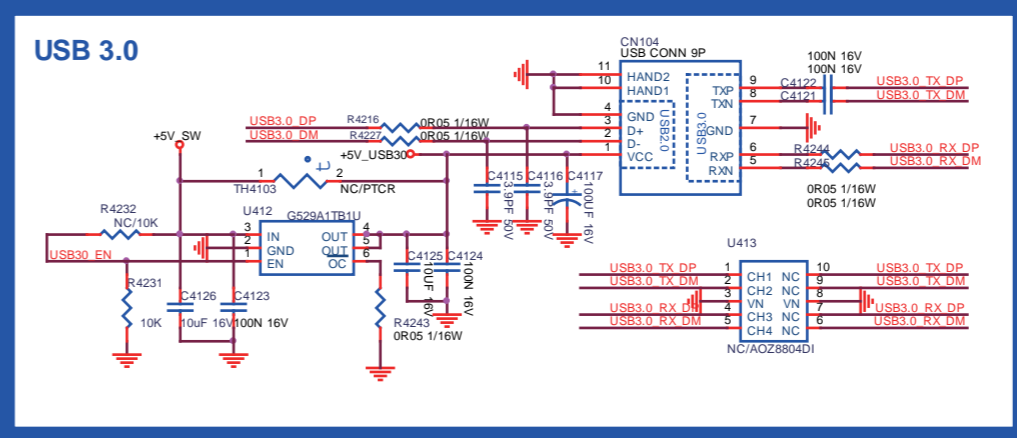 USB 3.0
CN104
USB CONN 9P
11
10
4
3
2
1
HAND2
HAND1
GND
D+
D-
VCC
USB2.0
USB3.0
TXP
TXN
GND
RXP
RXN
9
8
7
6
5
100N 16V
100N 16V
C4122
C4121
USB3.0_TX_DP
USB3.0_TX_DM
R4244
R4245
USB3.0_RX_DP
USB3.0_RX_DM
0R05 1/16W
0R05 1/16W
USB3.0_DP
USB3.0_DM
R4216
R4227
0R05 1/16W
0R05 1/16W
+5V_SW
+5V_USB30
1
2
t
TH4103
NC/PTCR
C4115
3.9PF 50V
C4116
3.9PF 50V
C4117
+
100UF 16V
R4232
NC/10K
U412
G529A1TB1U
3
2
1
IN
GND
EN
OUT
OUT
OC
4
5
6
USB30_EN
R4231
10K
C4126
10uF 16V
C4123
100N 16V
R4243
0R05 1/16W
C4125
10UF 16V
C4124
100N 16V
U413
USB3.0_TX_DP
USB3.0_TX_DM
USB3.0_RX_DP
USB3.0_RX_DM
1
2
3
4
5
CH1 NC
CH2 NC
VN VN
CH3 NC
CH4 NC
10
9
8
7
6
USB3.0_TX_DP
USB3.0_TX_DM
USB3.0_RX_DP
USB3.0_RX_DM
NC/AOZ8804DI